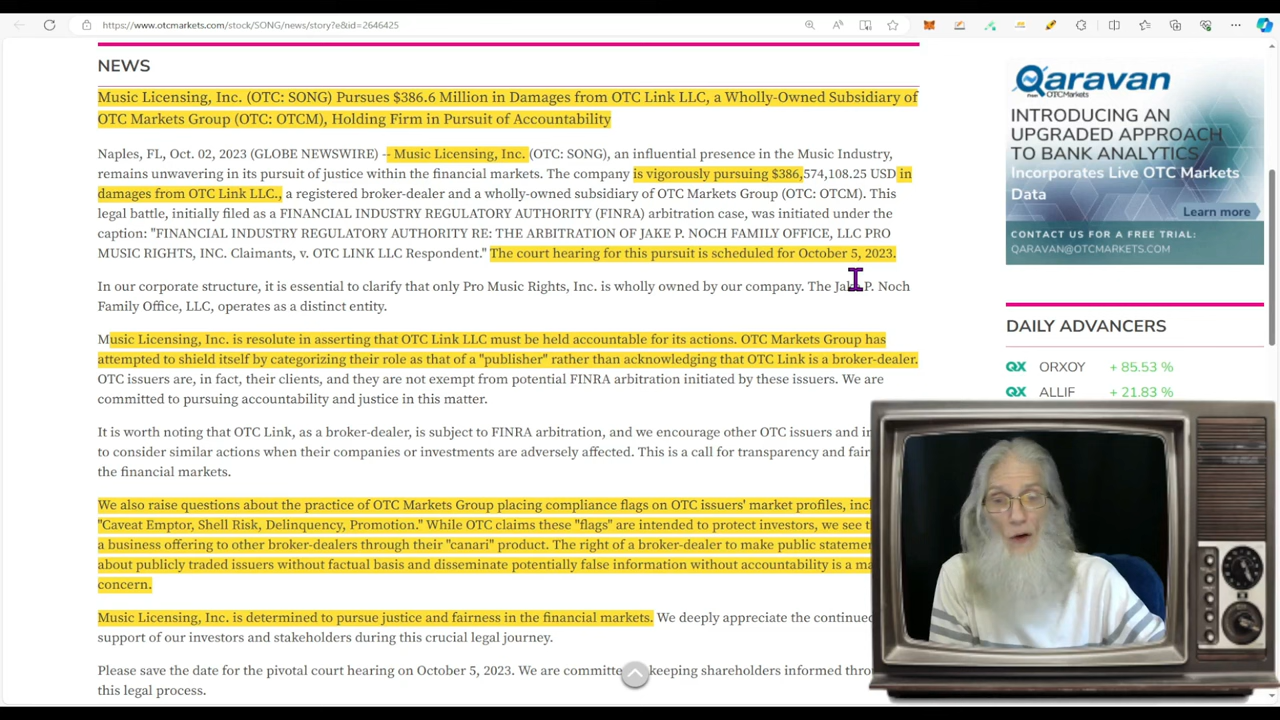 https://www.otcmarkets.com/stock/SONG/news/story?e&id=2646425
NEWS
Music Licensing, Inc. (OTC: SONG) Pursues $386.6 Million in Damages from OTC Link LLC, a Wholly-Owned Subsidiary of
OTC Markets Group (OTC: OTCM), Holding Firm in Pursuit of Accountability
Naples, FL, Oct. 02, 2023 (GLOBE NEWSWIRE) -- Music Licensing, Inc. (OTC: SONG), an influential presence in the Music Industry,
remains unwavering in its pursuit of justice within the financial markets. The company is vigorously pursuing $386,574,108.25 USD in
damages from OTC Link LLC., a registered broker-dealer and a wholly-owned subsidiary of OTC Markets Group (OTC: OTCM). This
legal battle, initially filed as a FINANCIAL INDUSTRY REGULATORY AUTHORITY (FINRA) arbitration case, was initiated under the
caption: "FINANCIAL INDUSTRY REGULATORY AUTHORITY RE: THE ARBITRATION OF JAKE P. NOCH FAMILY OFFICE, LLC PRO
MUSIC RIGHTS, INC. Claimants, v. OTC LINK LLC Respondent." The court hearing for this pursuit is scheduled for October 5, 2023.
In our corporate structure, it is essential to clarify that only Pro Music Rights, Inc. is wholly owned by our company. The Jake P. Noch
Family Office, LLC, operates as a distinct entity.
Music Licensing, Inc. is resolute in asserting that OTC Link LLC must be held accountable for its actions. OTC Markets Group has
attempted to shield itself by categorizing their role as that of a "publisher" rather than acknowledging that OTC Link is a broker-dealer.
OTC issuers are, in fact, their clients, and they are not exempt from potential FINRA arbitration initiated by these issuers. We are
committed to pursuing accountability and justice in this matter.
It is worth noting that OTC Link, as a broker-dealer, is subject to FINRA arbitration, and we encourage other OTC issuers and
to consider similar actions when their companies or investments are adversely affected. This is a call for transparency and
the financial markets.
We also raise questions about the practice of OTC Markets Group placing compliance flags on OTC issuers' market profiles,
"Caveat Emptor, Shell Risk, Delinquency, Promotion." While OTC claims these "flags" are intended to protect investors, we see
a business offering to other broker-dealers through their "canari" product. The right of a broker-dealer to make public
about publicly traded issuers without factual basis and disseminate potentially false information without accountability is a
concern.
Music Licensing, Inc. is determined to pursue justice and fairness in the financial markets. We deeply appreciate the continued
support of our investors and stakeholders during this crucial legal journey.
Please save the date for the pivotal court hearing on October 5, 2023. We are keeping shareholders informed
this legal process.
Qaravan
from OTCMarkets
INTRODUCING AN
UPGRADED APPROACH
TO BANK ANALYTICS
Incorporates Live OTC Markets
Data
Learn more
CONTACT US FOR A FREE TRIAL:
QARAVAN@OTCMARKETS.COM
DAILY ADVANCERS
QX ORXOY + 85.53 %
QX ALLIF + 21.83 %